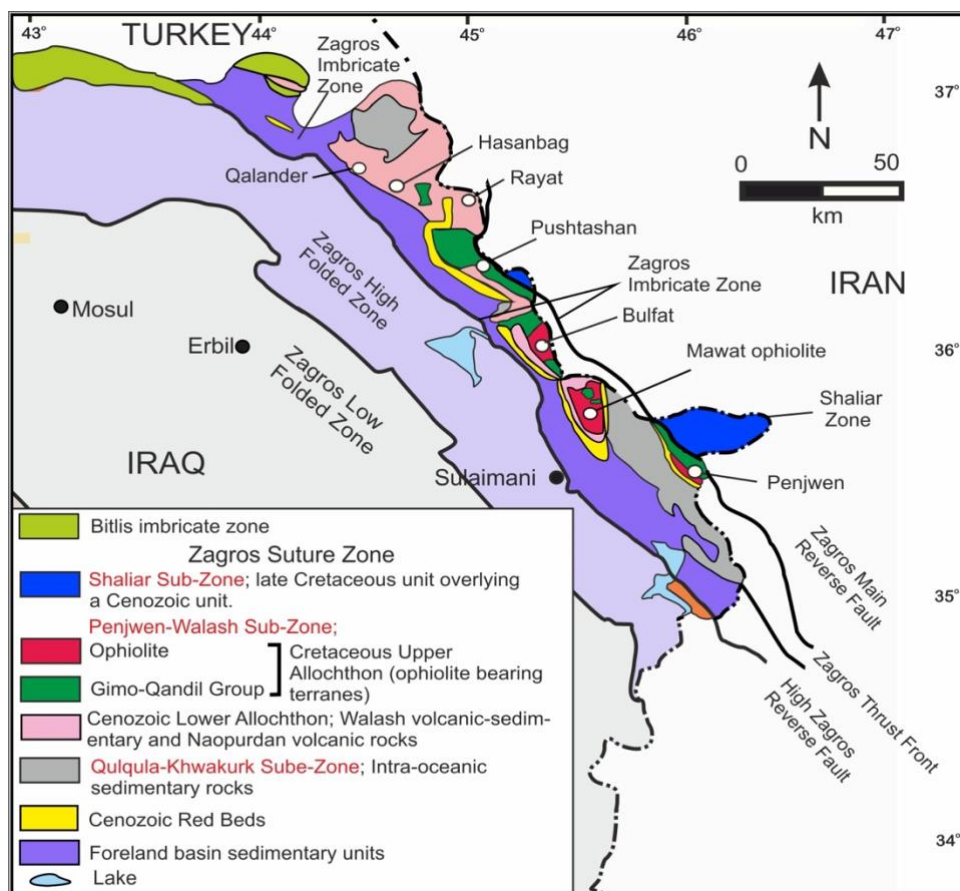 43°
44°
45°
46°
47°
TURKEY
Zagros
Imbricate
Zone
37°
N
Hasanbag
Qalander
Rayat
0
50
km
Pushtashan
Zagros High
Folded Zone
Zagros
Imbricate Zone
IRAN
Bulfat
Mosul
Erbil
36°
Mawat ophiolite
Zagros Low
Folded Zone
Shaliar
Zone
IRAQ
Sulaimani
Penjwen
Zagros Main
Reverse Fault
Zagros Thrust Front
High Zagros
Reverse Fault
35°
34°
Bitlis imbricate zone
Zagros Suture Zone
Shaliar Sub-Zone; late Cretaceous unit overlying
a Cenozoic unit.
Penjwen-Walash Sub-Zone;
Ophiolite
Gimo-Qandil Group
Cretaceous Upper
Allochthon (ophiolite bearing
terranes)
Cenozoic Lower Allochthon; Walash volcanic-sedim-
entary and Naopurdan volcanic rocks
Qulqula-Khwakurk Sube-Zone; Intra-oceanic
sedimentary rocks
Cenozoic Red Beds
Foreland basin sedimentary units
Lake